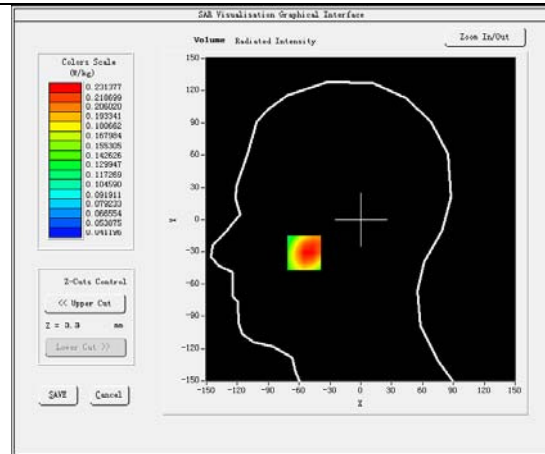 SAR Visualisation Graphical Interface
Volume Radiated Intensity
Zoom In/Out
Colors Scale
(W/kg)
0.231377
0.218699
0.206020
0.193341
0.180662
0.167984
0.155305
0.142626
0.129947
0.117269
0.104590
0.091911
0.079233
0.066554
0.053875
0.041196
Z-Cuts Control
<< Upper Cut
Z = 3.3 mm
Lower Cut >>
SAVE Cancel
150
120
90
60
30
Y 0
-30
-60
-90
-120
-150
-150 -120 -90 -60 -30 0 30 60 90 120 150
X